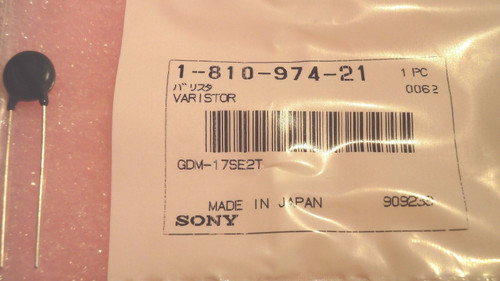 1-810-974-21 1 PC
バリスタ 0062
VARISTOR
GDM-17SE2T
MADE IN JAPAN
SONY